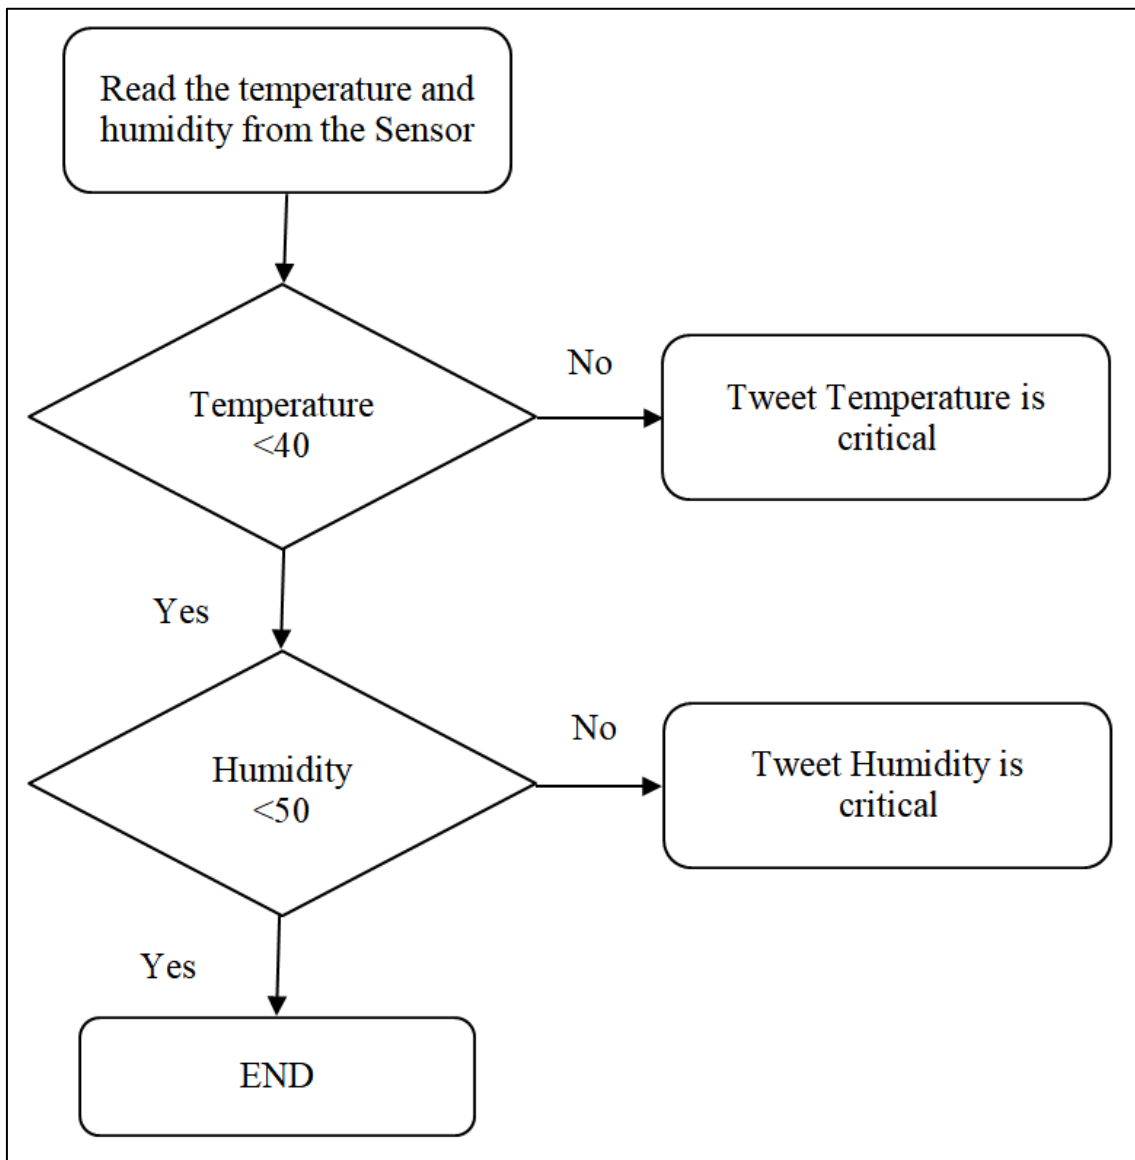 Read the temperature and
humidity from the Sensor
Temperature
<40
No
Tweet Temperature is
critical
Yes
Humidity
<50
No
Tweet Humidity is
critical
Yes
END